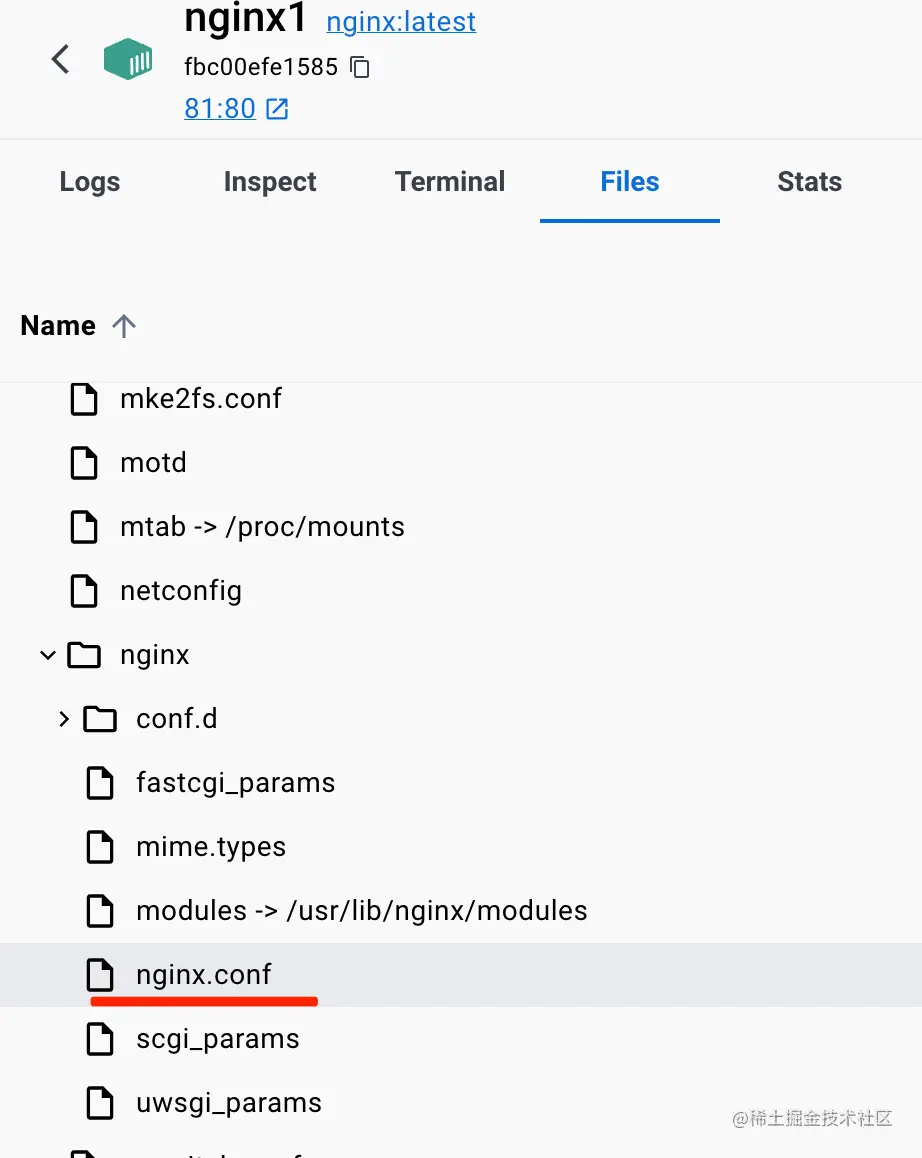 nginx1 nginx:latest
fbc00efe1585
81:80
Logs Inspect Terminal Files Stats
Name
mke2fs.conf
motd
mtab -> /proc/mounts
netconfig
nginx
conf.d
fastcgi_params
mime.types
modules -> /usr/lib/nginx/modules
nginx.conf
scgi_params
uwsgi_params
@稀土掘金技术社区